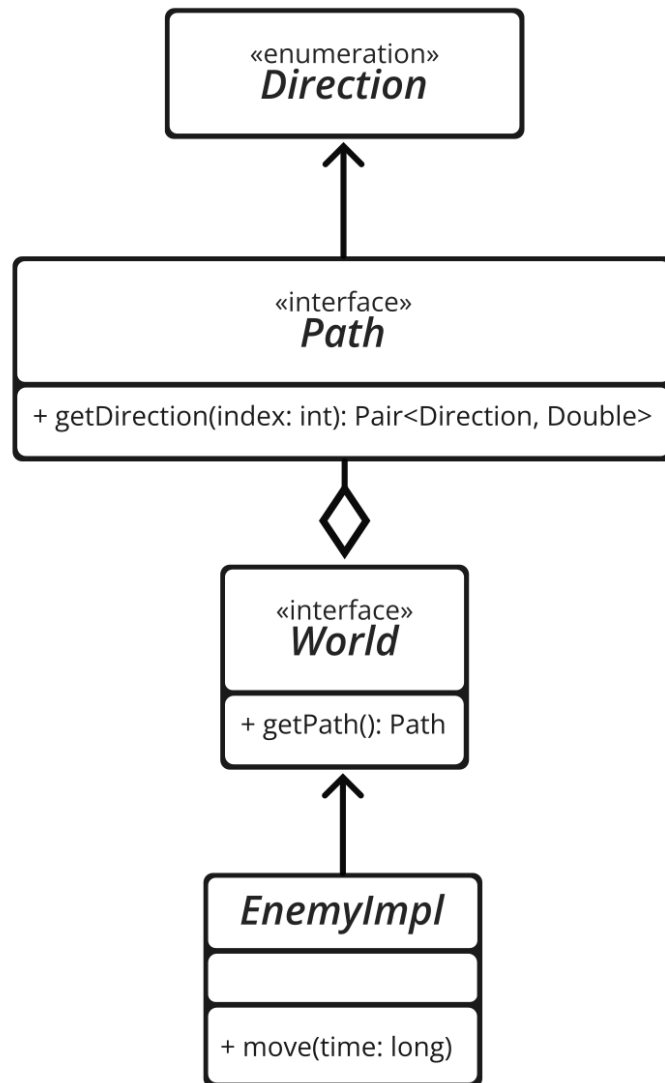 «enumeration»
Direction
«interface»
Path
+ getDirection(index: int): Pair<Direction, Double>
«interface»
World
+ getPath(): Path
EnemyImpl
+ move(time: long)